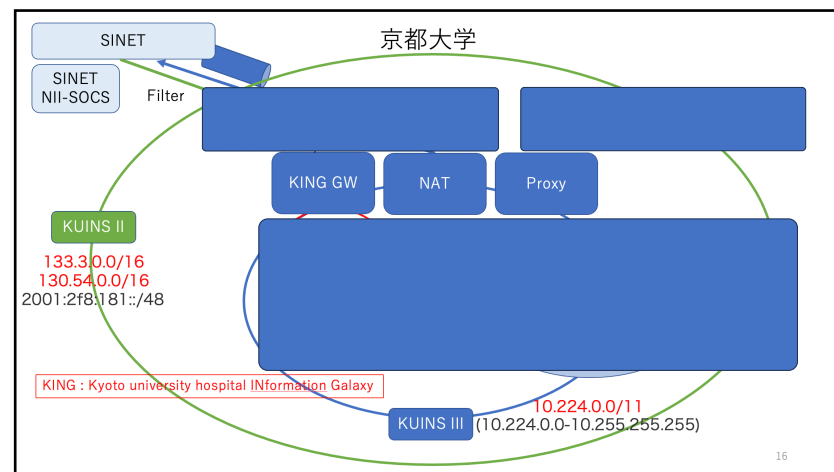 京都大学
SINET
SINET
NII-SOCS
Filter
KING GW
NAT
Proxy
KUINS II
133.3.0.0/16
130.54.0.0/16
2001:2f8:181::/48
KING : Kyoto university hospital INformation Galaxy
10.224.0.0/11
KUINS III
(10.224.0.0-10.255.255.255)
16